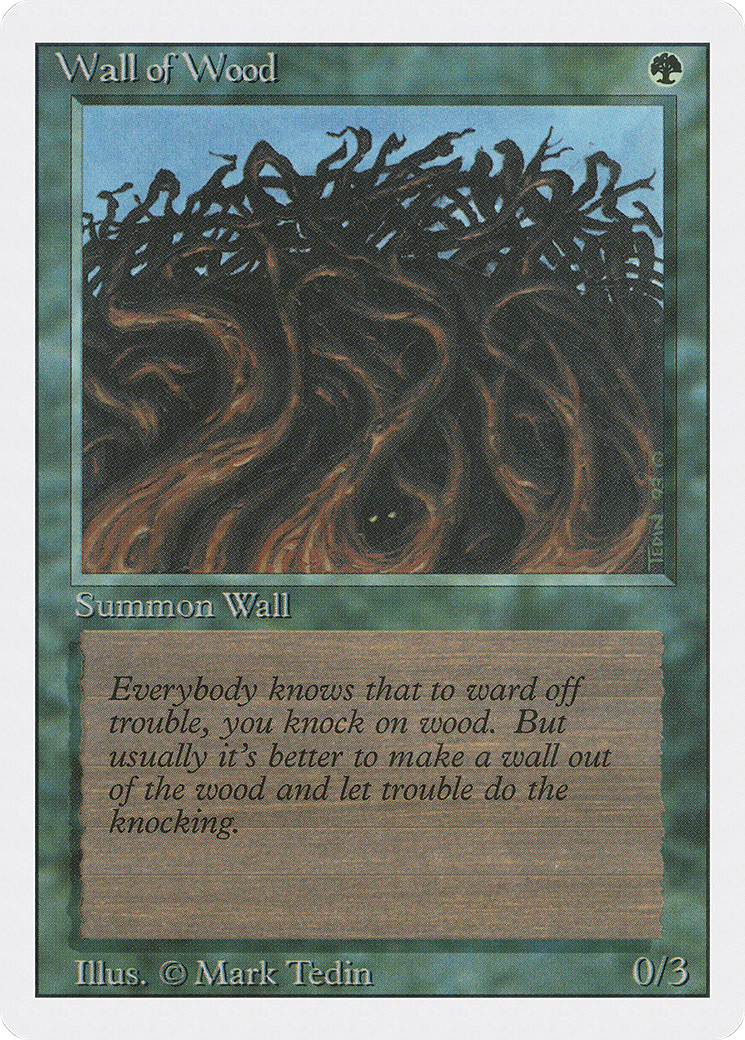 Wall of Wood
TEDIN 93 ©
Summon Wall
Everybody knows that to ward off
trouble, you knock on wood. But
usually it's better to make a wall out
of the wood and let trouble do the
knocking.
Illus. © Mark Tedin
0/3